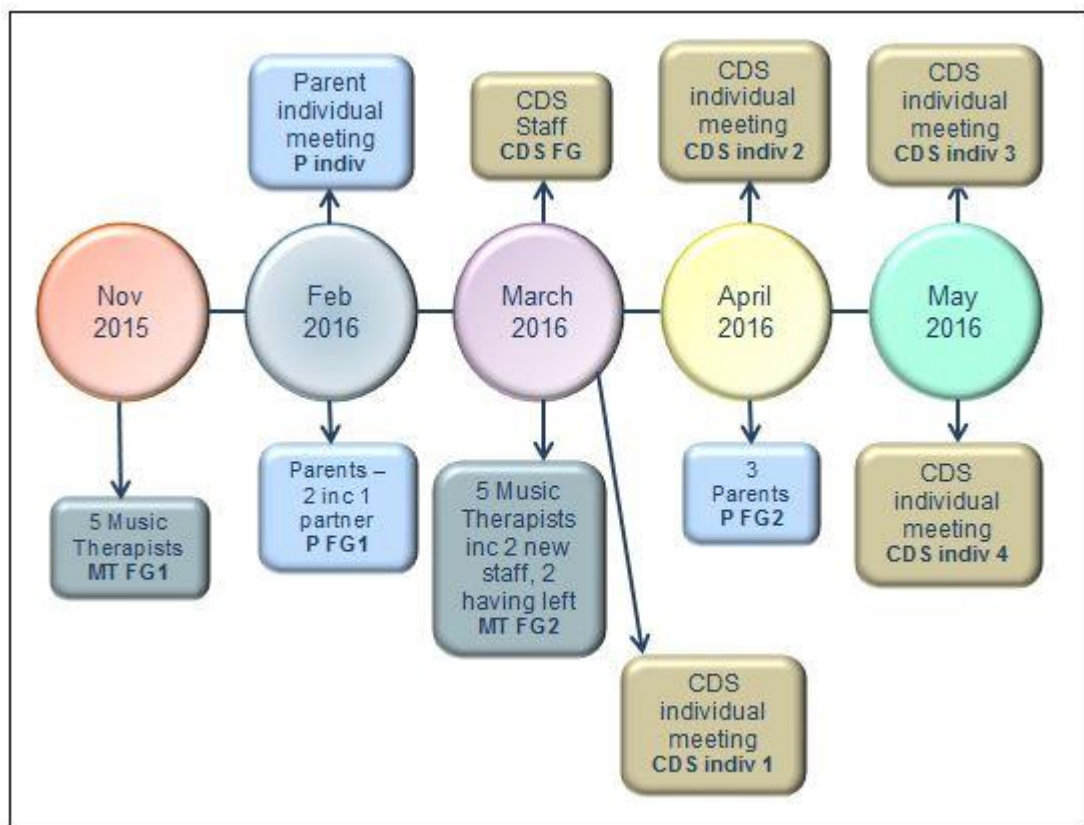 Parent
individual
meeting
P indiv
CDS
Staff
CDS FG
CDS
individual
meeting
CDS indiv 2
CDS
individual
meeting
CDS indiv 3
Nov
2015
Feb
2016
March
2016
April
2016
May
2016
5 Music
Therapists
MT FG1
Parents –
2 inc 1
partner
P FG1
5 Music
Therapists
inc 2 new
staff, 2
having left
MT FG2
3
Parents
P FG2
CDS
individual
meeting
CDS indiv 4
CDS
individual
meeting
CDS indiv 1